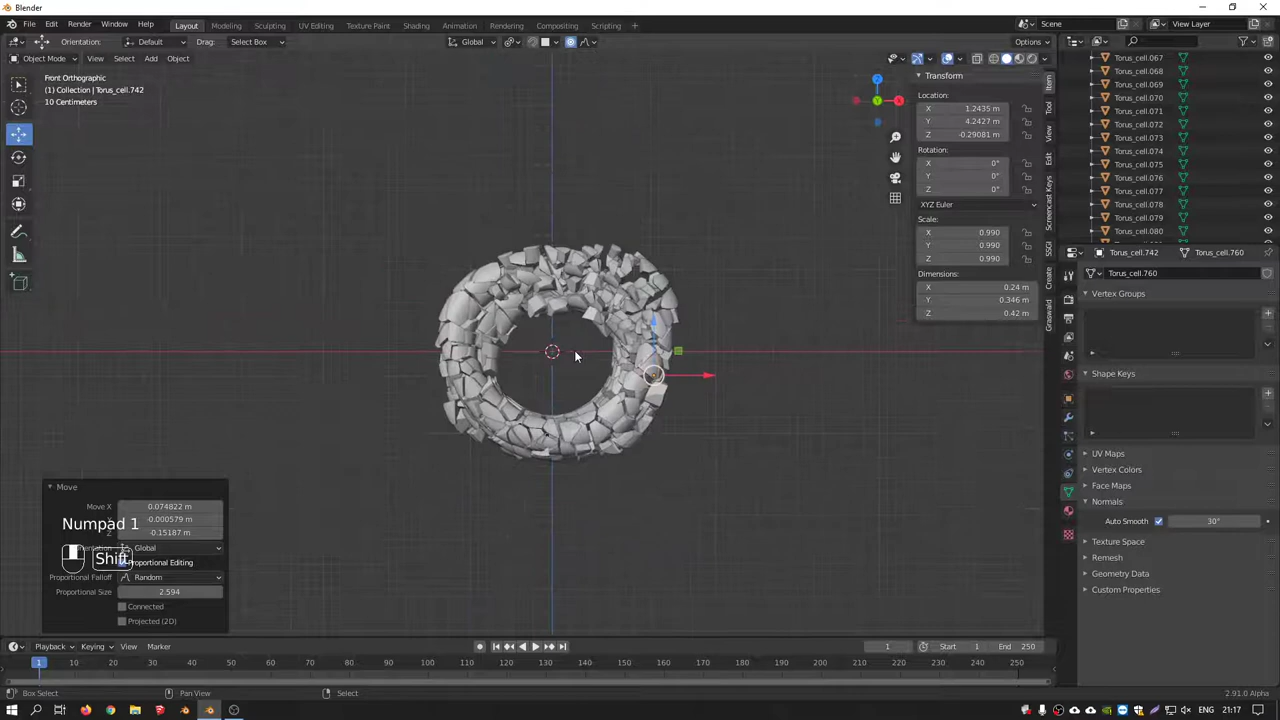 Blender
File Edit Render Window Help
Layout Modeling Sculpting UV Editing Texture Paint Shading Animation Rendering Compositing Scripting +
Scene
View Layer
Orientation: Default Drag: Select Box
Global
Options
Object Mode View Select Add Object
Front Orthographic
(1) Collection | Torus_cell.742
10 Centimeters
Z
X
Y
Transform
Location:
X 1.2435 m
Y 4.2427 m
Z -0.29081 m
Rotation:
X 0°
Y 0°
Z 0°
XYZ Euler
Scale:
X 0.990
Y 0.990
Z 0.990
Dimensions:
X 0.24 m
Y 0.346 m
Z 0.42 m
Item
Tool
View
Edit
Screencast Keys
SSGI
Create
Graswald
Torus_cell.067
Torus_cell.068
Torus_cell.069
Torus_cell.070
Torus_cell.071
Torus_cell.072
Torus_cell.073
Torus_cell.074
Torus_cell.075
Torus_cell.076
Torus_cell.077
Torus_cell.078
Torus_cell.079
Torus_cell.080
Torus_cell.742 Torus_cell.760
Torus_cell.760
Vertex Groups
Shape Keys
UV Maps
Vertex Colors
Face Maps
Normals
Auto Smooth 30°
Texture Space
Remesh
Geometry Data
Custom Properties
Move
Move X 0.074822 m
-0.000579 m
Z -0.15187 m
Numpad 1
Shift
Global
Proportional Editing
Proportional Falloff Random
Proportional Size 2.594
Connected
Projected (2D)
Playback Keying View Marker
1 Start 1 End 250
1 10 20 30 40 50 60 70 80 90 100 110 120 130 140 150 160 170 180 190 200 210 220 230 240 250
Box Select Pan View Select
2.91.0 Alpha
ENG 21:17